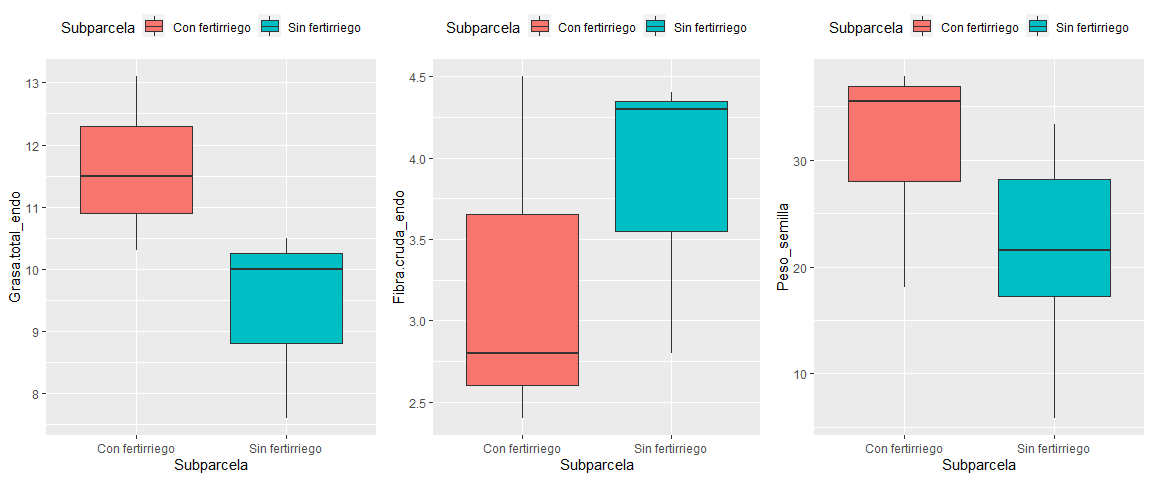 Subparcela Con fertirriego Sin fertirriego
Grasa.total_endo
13
12
11
10
9
8
Con fertirriego Sin fertirriego
Subparcela
Subparcela Con fertirriego Sin fertirriego
Fibra.cruda_endo
4.5
4.0
3.5
3.0
2.5
Con fertirriego Sin fertirriego
Subparcela
Subparcela Con fertirriego Sin fertirriego
Peso_semilla
30
20
10
Con fertirriego Sin fertirriego
Subparcela